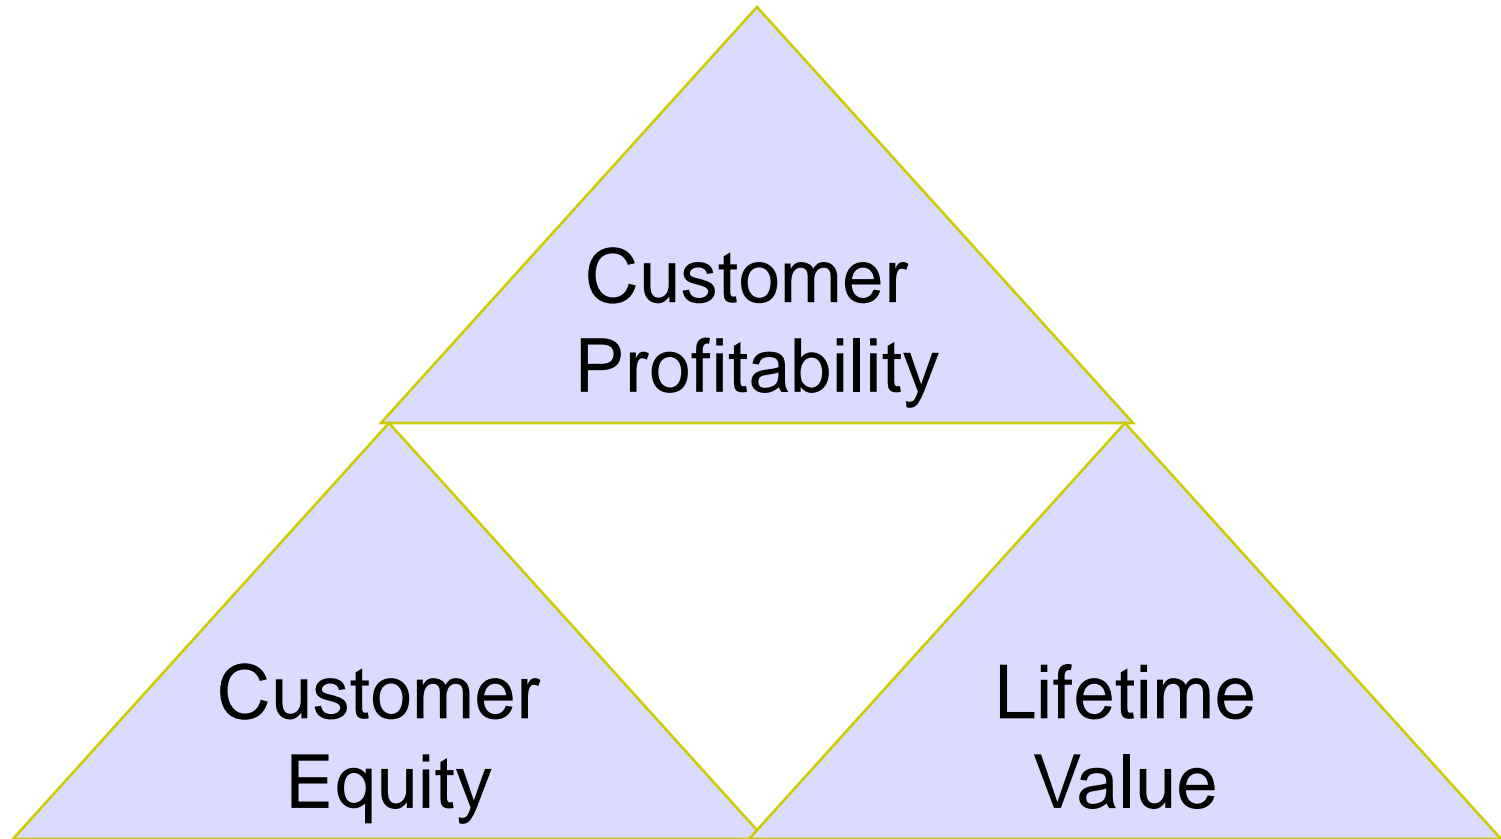 Customer
Profitability
Customer
Equity
Lifetime
Value